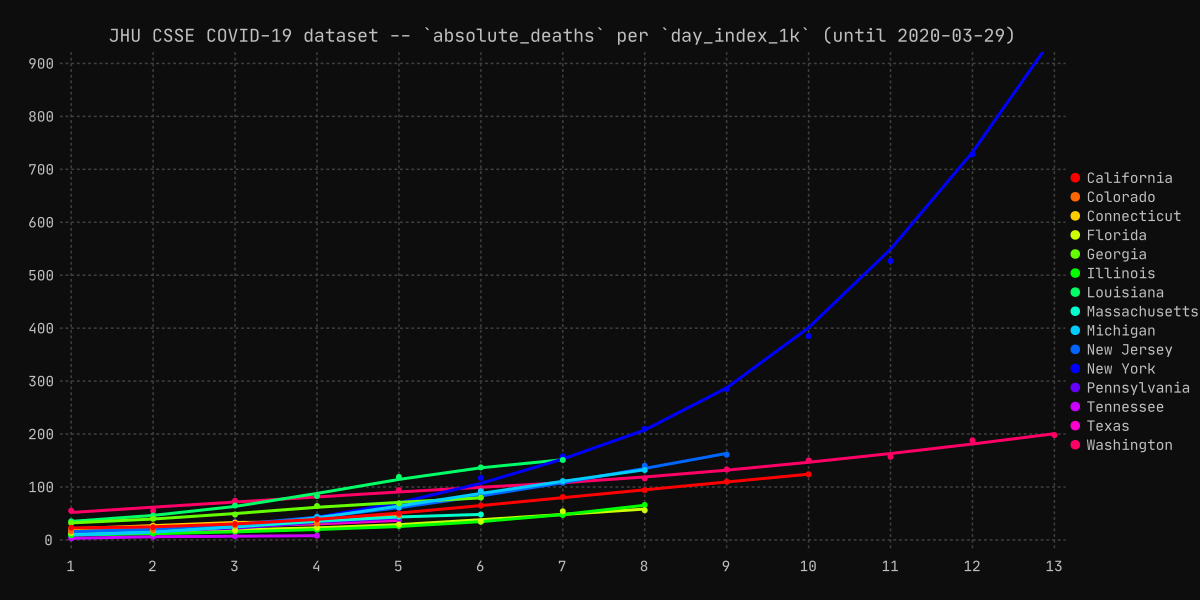 JHU CSSE COVID-19 dataset -- `absolute_deaths` per `day_index_1k` (until 2020-03-29)
900
800
700
600
500
400
300
200
100
0
1 2 3 4 5 6 7 8 9 10 11 12 13
California
Colorado
Connecticut
Florida
Georgia
Illinois
Louisiana
Massachusetts
Michigan
New Jersey
New York
Pennsylvania
Tennessee
Texas
Washington